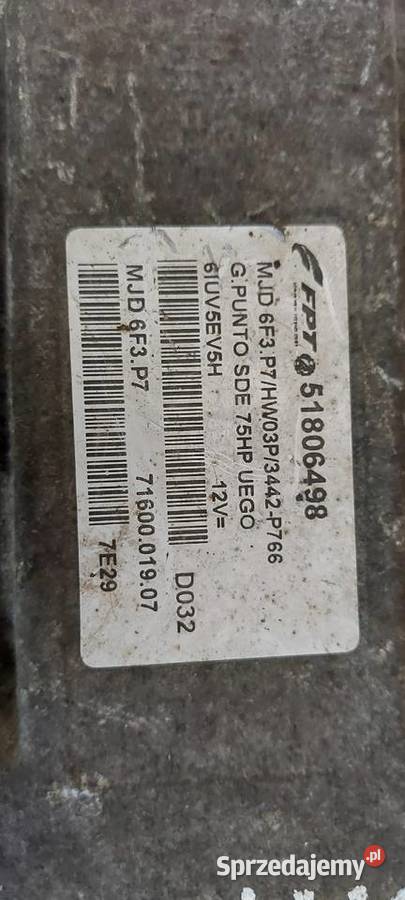 FPT 51806498
MJD 6F3.P7/HW03P/3442-P766
G.PUNTO SDE 75HP UEGO
6IUV5EV5H 12V=
D032
MJD 6F3.P7 71600.019.07
7E29
Sprzedajemy.pl